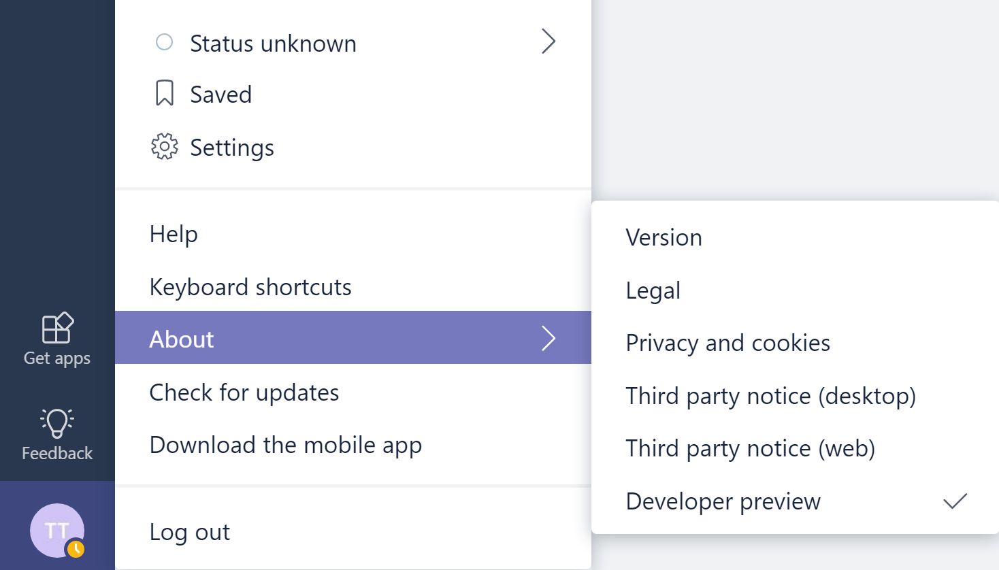 Status unknown
Saved
Settings
Help
Keyboard shortcuts
About
Check for updates
Download the mobile app
Log out
Version
Legal
Privacy and cookies
Third party notice (desktop)
Third party notice (web)
Developer preview
Get apps
Feedback
TT